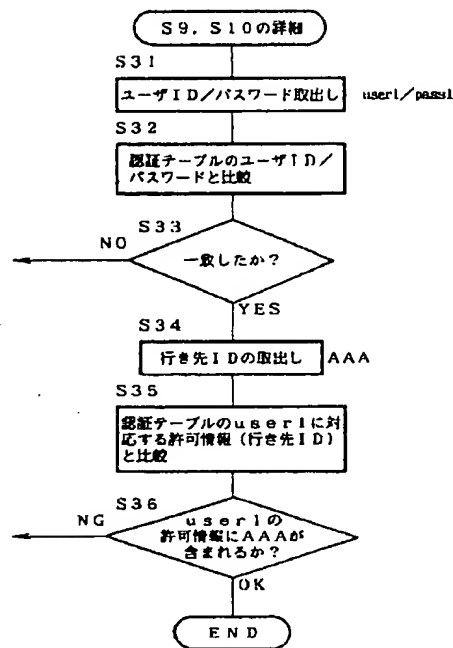 S9,S10の詳細
S31
ユーザID/パスワード取出し user1/pass1
S32
認証テーブルのユーザID/
パスワードと比較
S33
NO
一致したか?
YES
S34
行き先IDの取出し AAA
S35
認証テーブルのuser1に対
応する許可情報(行き先ID)
と比較
S36
NG
user1の
許可情報にAAAが
含まれるか?
OK
END